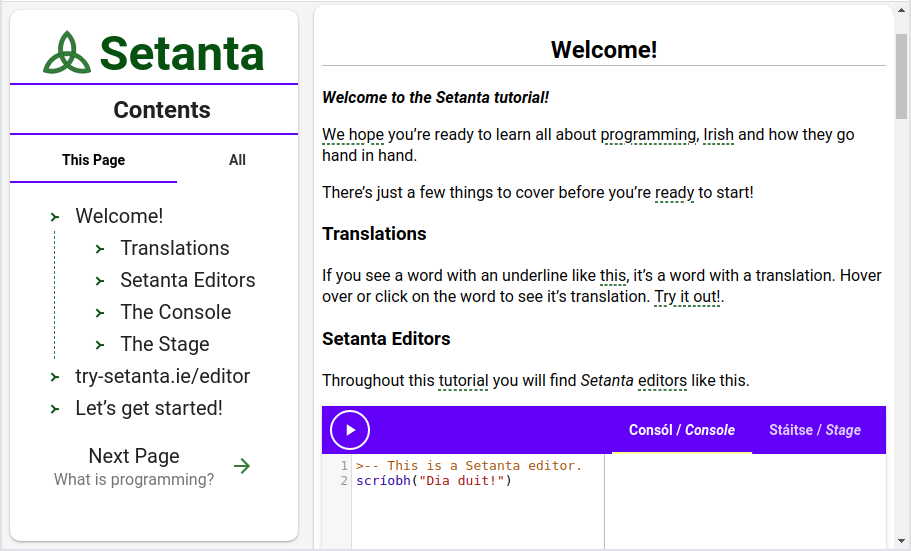 Setanta
Contents
This Page
All
Welcome!
Translations
Setanta Editors
The Console
The Stage
try-setanta.ie/editor
Let’s get started!
Next Page
What is programming?
Welcome!
Welcome to the Setanta tutorial!
We hope you’re ready to learn all about programming, Irish and how they go
hand in hand.
There’s just a few things to cover before you’re ready to start!
Translations
If you see a word with an underline like this, it’s a word with a translation. Hover
over or click on the word to see it’s translation. Try it out!.
Setanta Editors
Throughout this tutorial you will find Setanta editors like this.
Consól / Console
Stáitse / Stage
1 >-- This is a Setanta editor.
2 scríobh("Dia duit!")